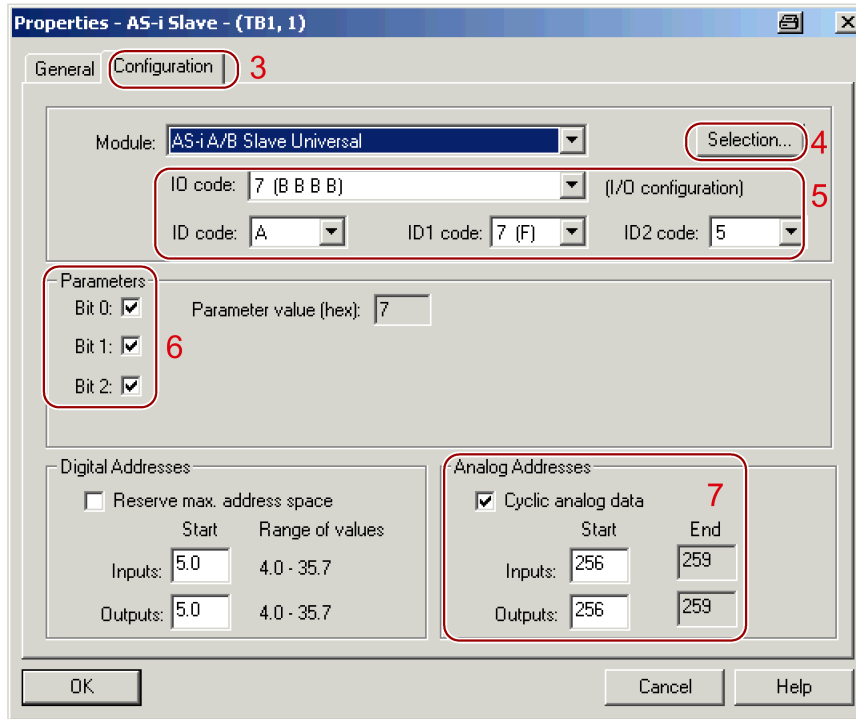 Properties - AS-i Slave - (TB1, 1)
General Configuration 3
Module: AS-i A/B Slave Universal Selection... 4
IO code: 7 (B B B B) (I/O configuration) 5
ID code: A ID1 code: 7 (F) ID2 code: 5
Parameters
Bit 0: Parameter value (hex): 7
Bit 1: 6
Bit 2:
Digital Addresses
Reserve max. address space
Start Range of values
Inputs: 5.0 4.0 - 35.7
Outputs: 5.0 4.0 - 35.7
Analog Addresses
Cyclic analog data 7
Start End
Inputs: 256 259
Outputs: 256 259
OK Cancel Help